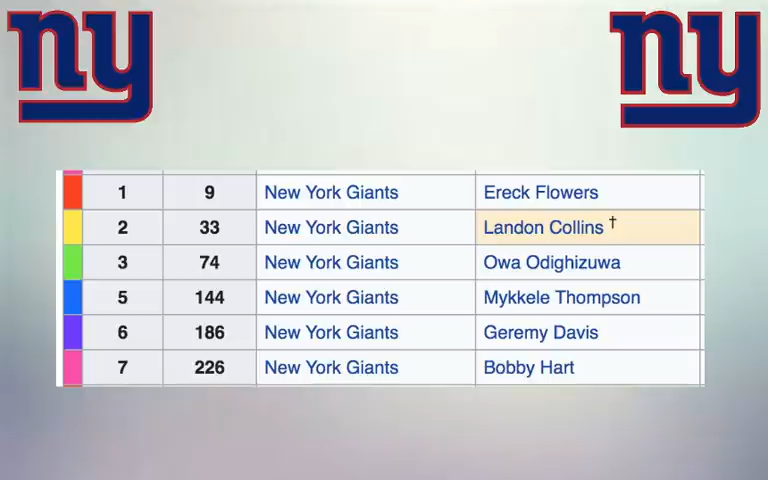 ny ny
1 9 New York Giants Ereck Flowers
2 33 New York Giants Landon Collins †
3 74 New York Giants Owa Odighizuwa
5 144 New York Giants Mykkele Thompson
6 186 New York Giants Geremy Davis
7 226 New York Giants Bobby Hart